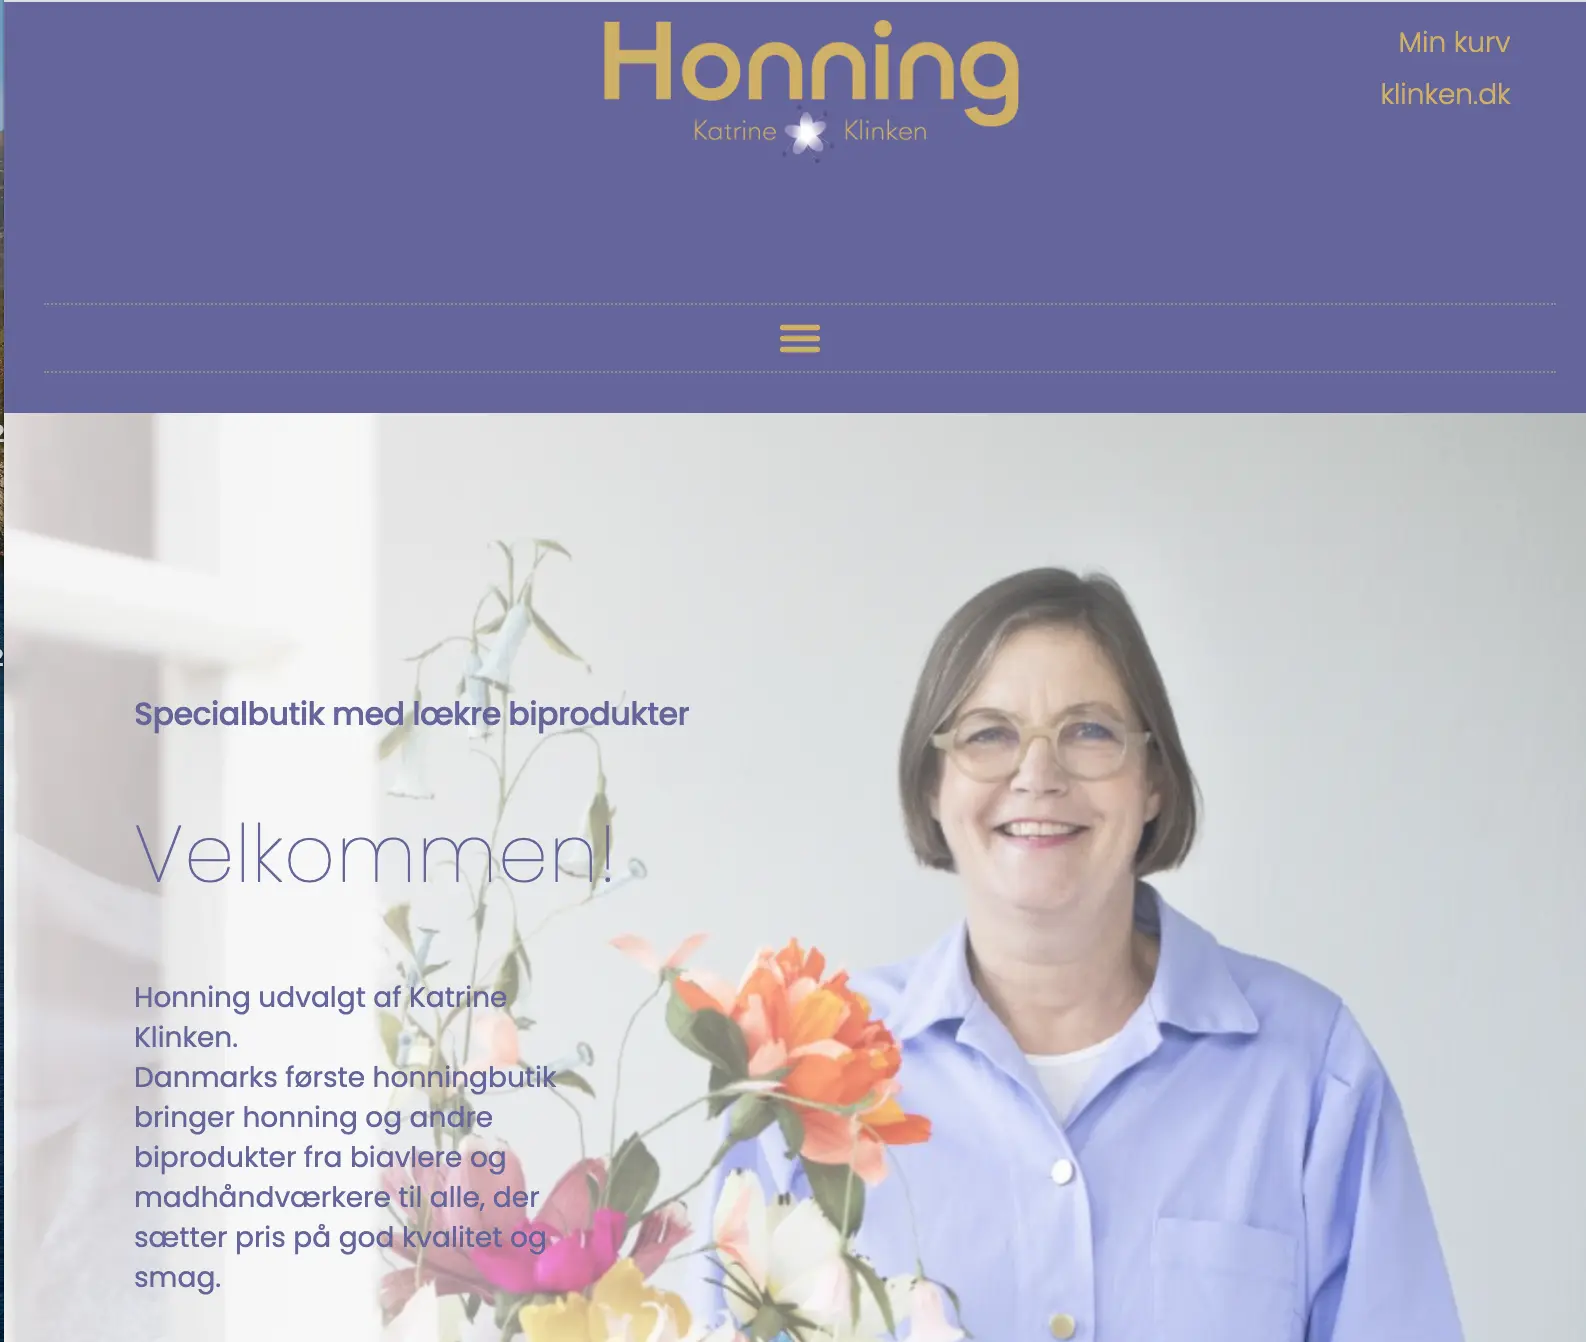 Honning
Katrine Klinken
Min kurv
klinken.dk
Specialbutik med lækre biprodukter
Velkommen!
Honning udvalgt af Katrine
Klinken.
Danmarks første honningbutik
bringer honning og andre
biprodukter fra biavlere og
madhåndværkere til alle, der
sætter pris på god kvalitet og
smag.